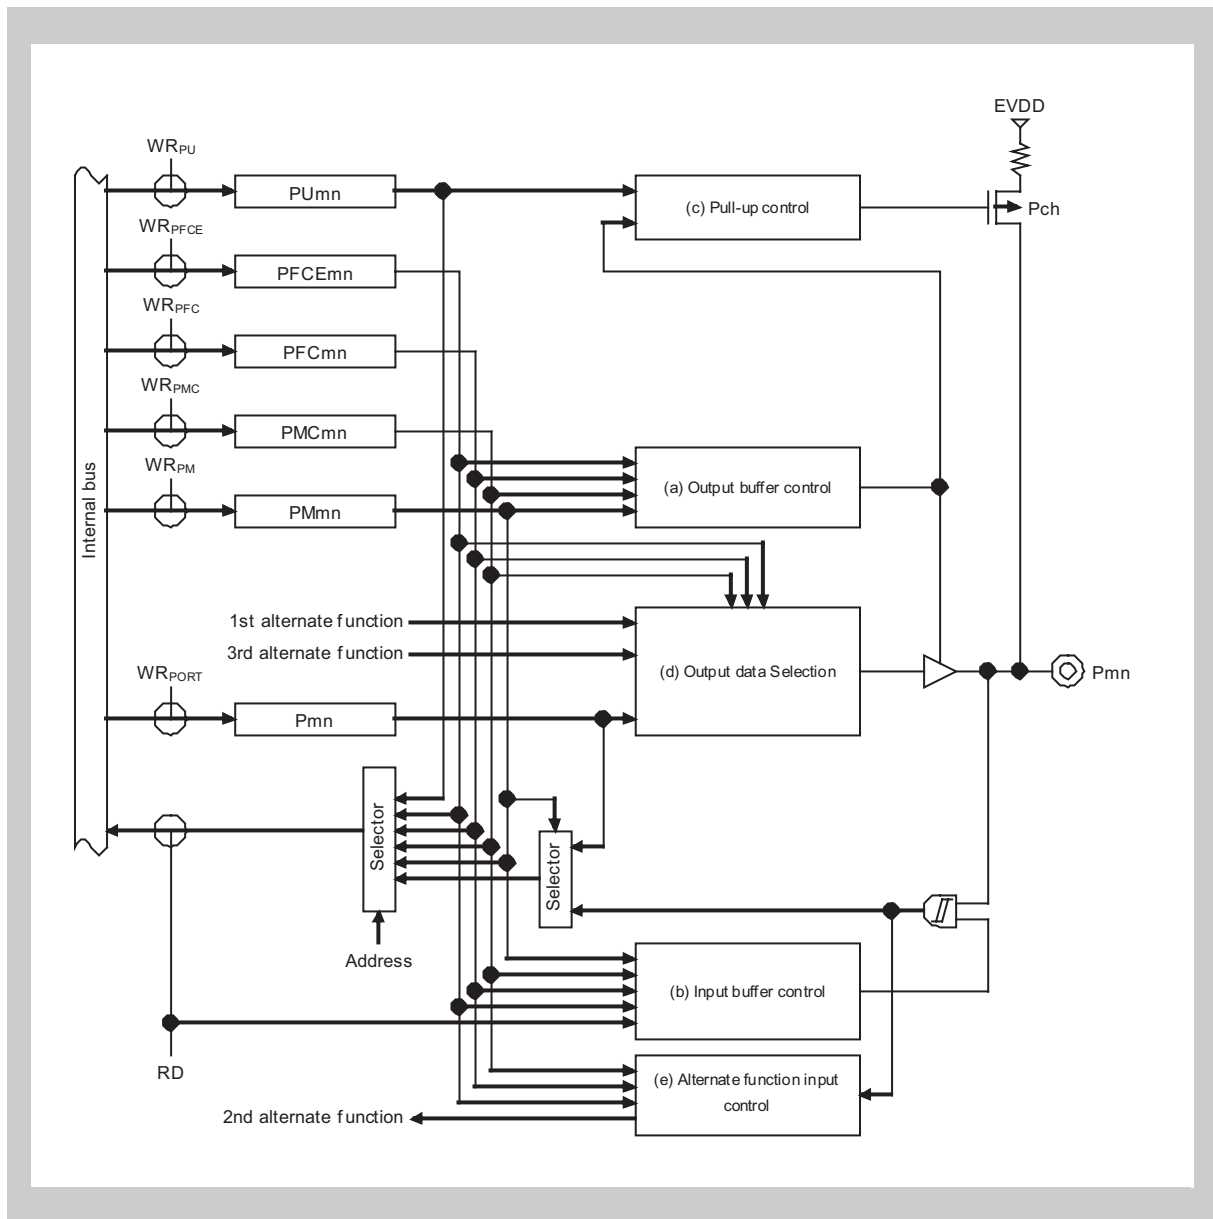 EVDD
WRPU
PUmn
(c) Pull-up control
Pch
WRPFCE
PFCEmn
WRPFC
PFCmn
WRPMC
PMCmn
WRPM
Internal bus
PMmn
(a) Output buffer control
1st alternate function
3rd alternate function
(d) Output data Selection
WRPORT
Pmn
Pmn
Selector
Selector
Address
(b) Input buffer control
RD
(e) Alternate function input
control
2nd alternate function